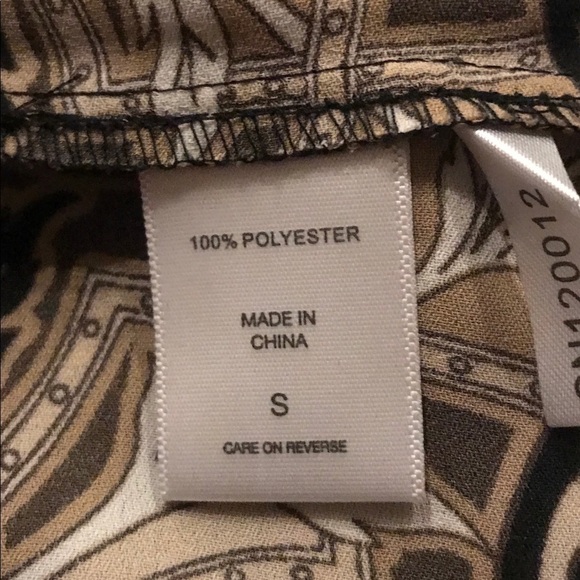 100% POLYESTER
MADE IN
CHINA
S
CARE ON REVERSE